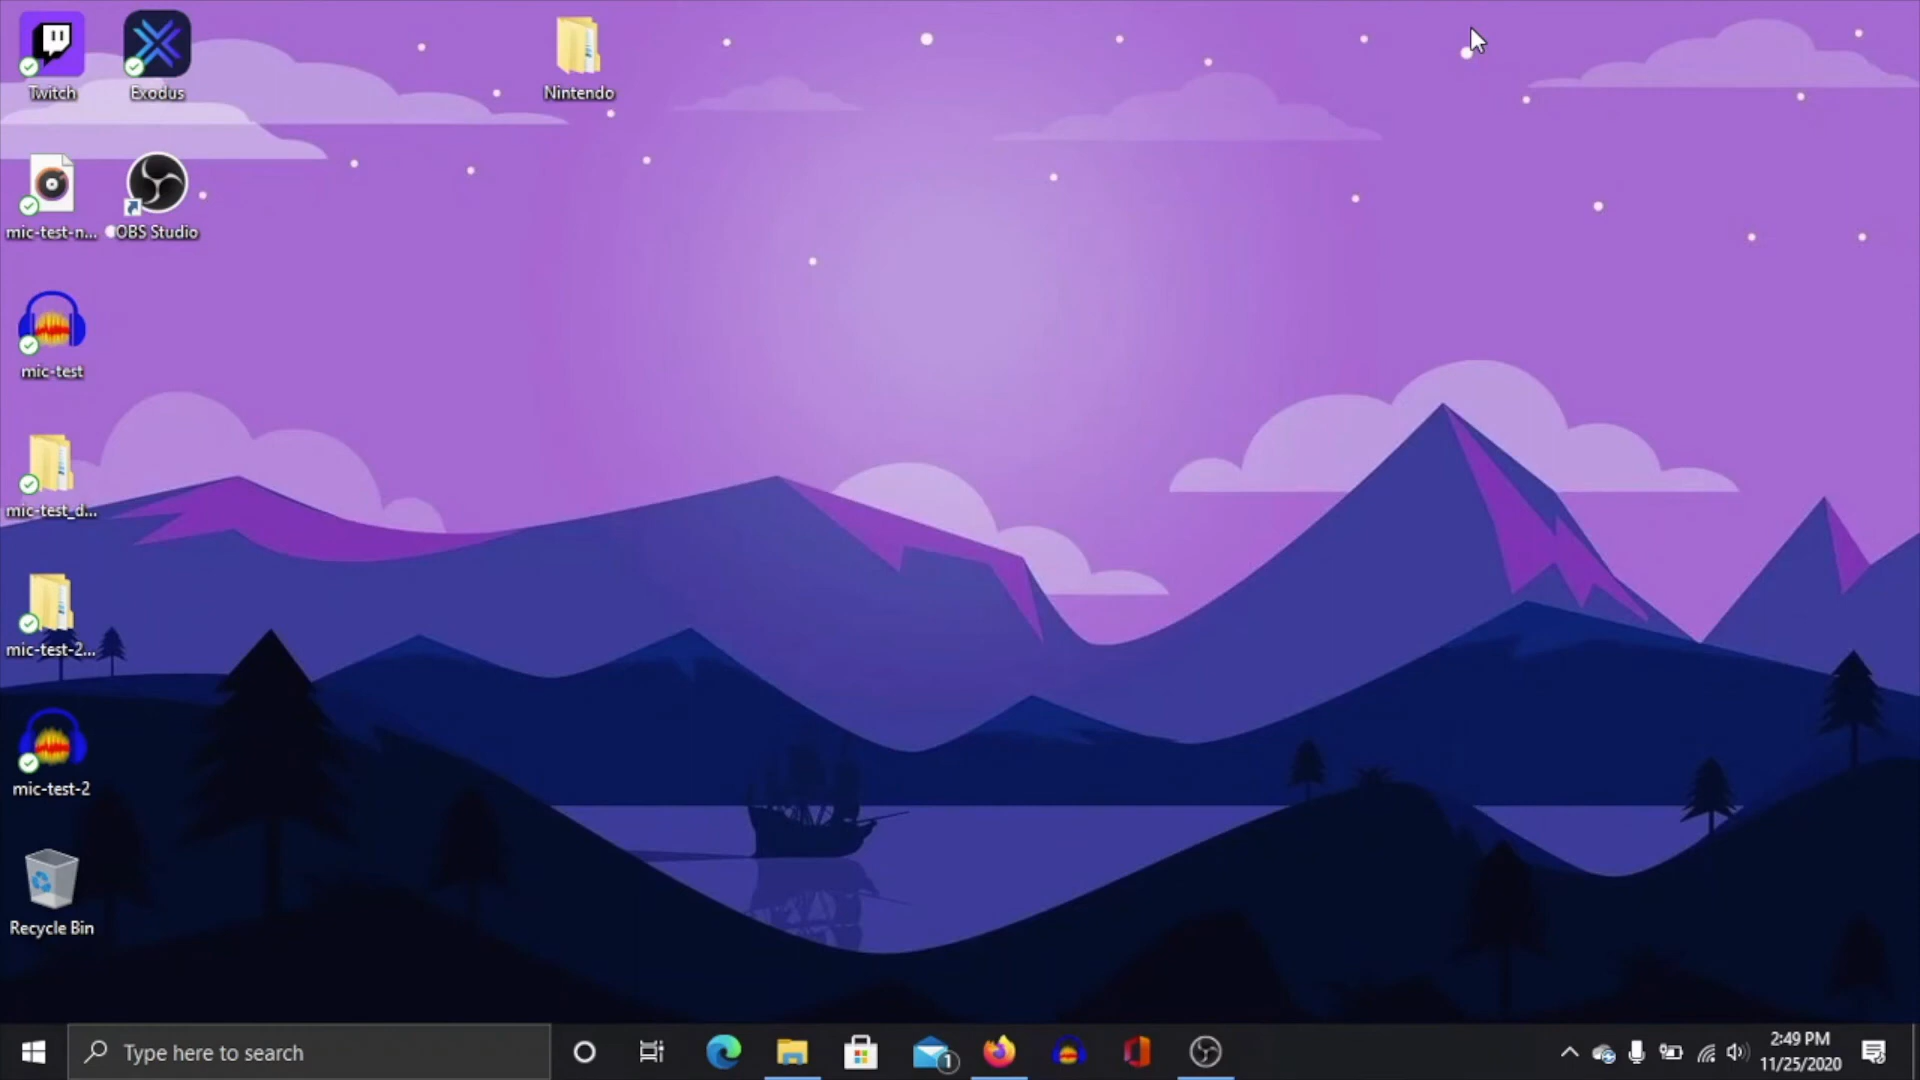 Twitch
Exodus
Nintendo
mic-test-n...
OBS Studio
mic-test
mic-test_d...
mic-test-2...
mic-test-2
Recycle Bin
Type here to search
1
2:49 PM
11/25/2020